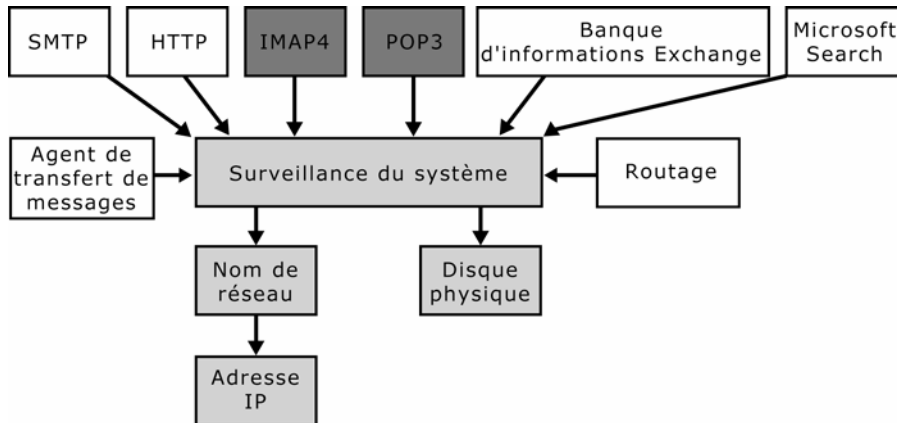 SMTP
HTTP
IMAP4
POP3
Banque
d'informations Exchange
Microsoft
Search
Agent de
transfert de
messages
Surveillance du système
Routage
Nom de
réseau
Disque
physique
Adresse
IP